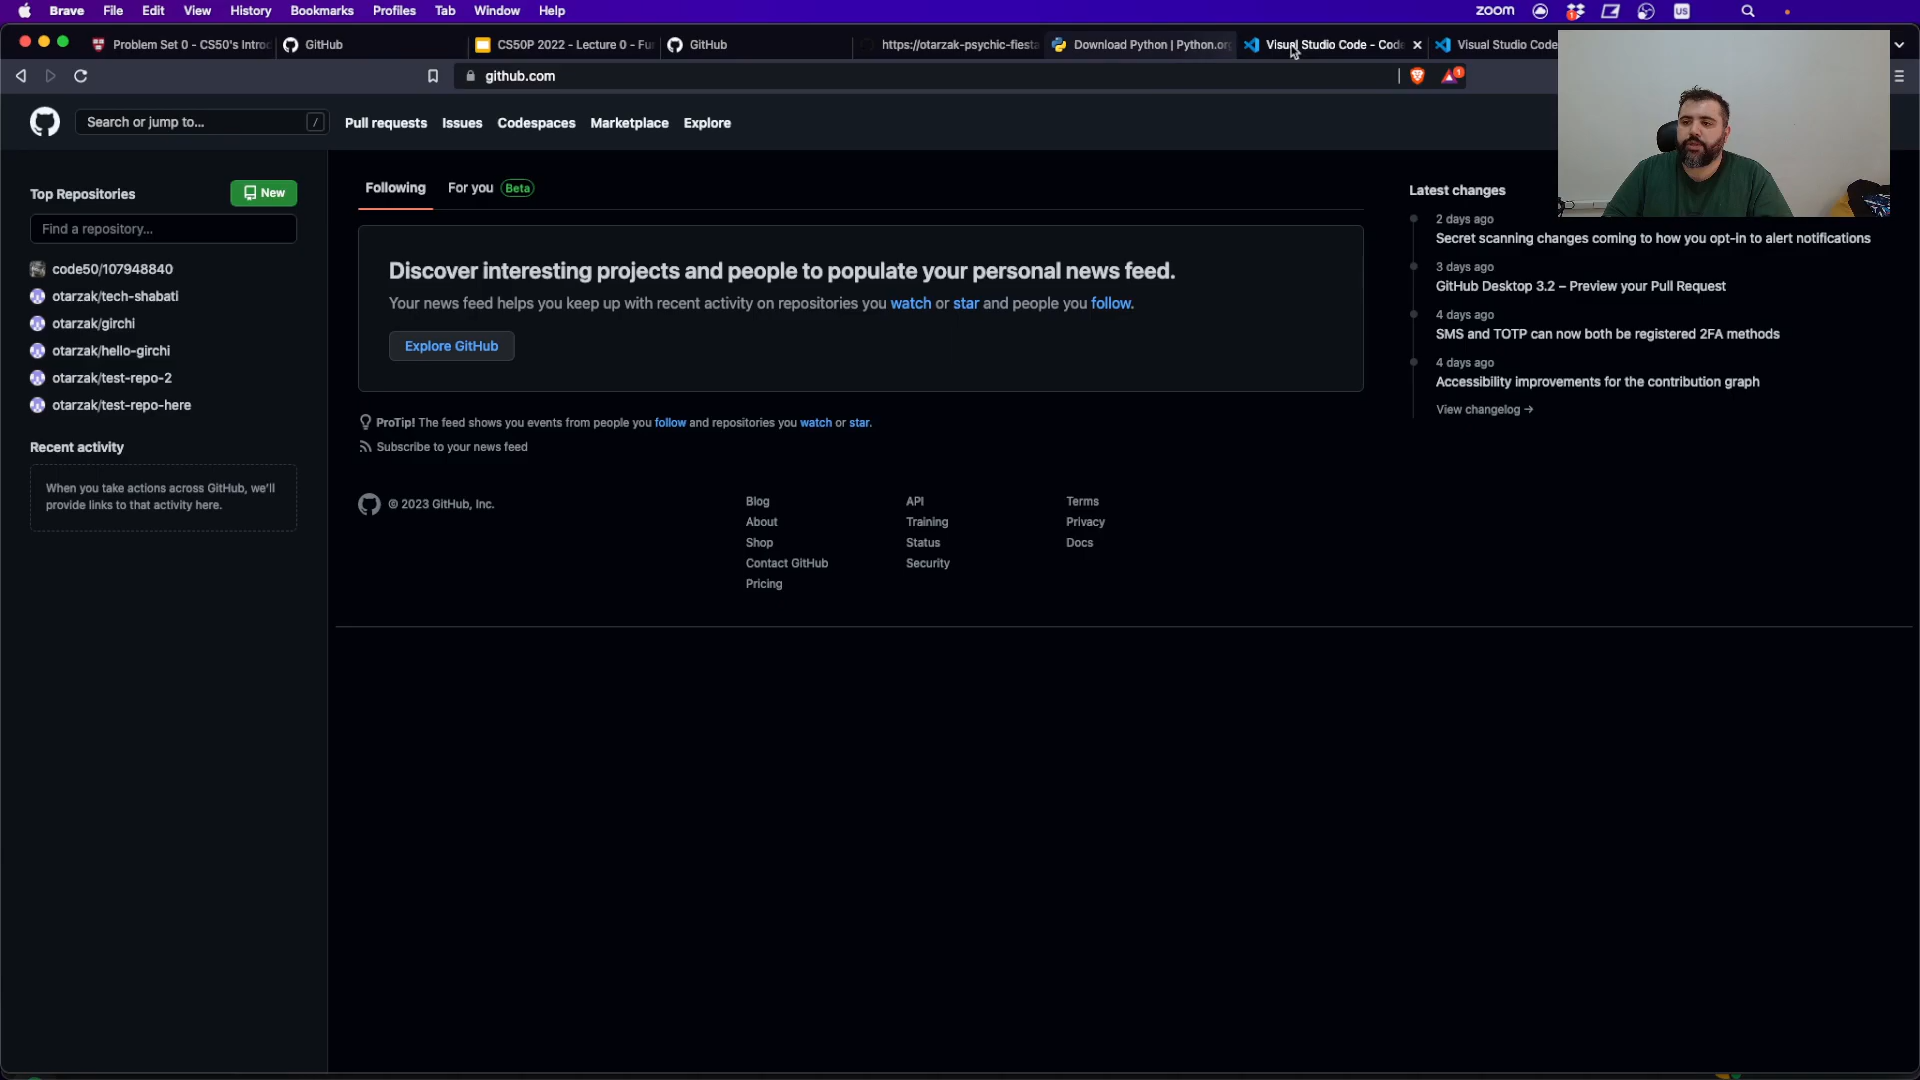 Brave File Edit View History Bookmarks Profiles Tab Window Help zoom US
Problem Set 0 - CS50's Intro GitHub CS50P 2022 - Lecture 0 - Fu GitHub https://otarzak-psychic-fiesta Download Python | Python.org Visual Studio Code - Code Visual Studio Code
github.com 1
Search or jump to... / Pull requests Issues Codespaces Marketplace Explore
Top Repositories New
Find a repository...
code50/107948840
otarzak/tech-shabati
otarzak/girchi
otarzak/hello-girchi
otarzak/test-repo-2
otarzak/test-repo-here
Recent activity
When you take actions across GitHub, we'll
provide links to that activity here.
Following For you Beta
Discover interesting projects and people to populate your personal news feed.
Your news feed helps you keep up with recent activity on repositories you watch or star and people you follow.
Explore GitHub
ProTip! The feed shows you events from people you follow and repositories you watch or star.
Subscribe to your news feed
© 2023 GitHub, Inc.
Blog
About
Shop
Contact GitHub
Pricing
API
Training
Status
Security
Terms
Privacy
Docs
Latest changes
2 days ago
Secret scanning changes coming to how you opt-in to alert notifications
3 days ago
GitHub Desktop 3.2 – Preview your Pull Request
4 days ago
SMS and TOTP can now both be registered 2FA methods
4 days ago
Accessibility improvements for the contribution graph
View changelog →